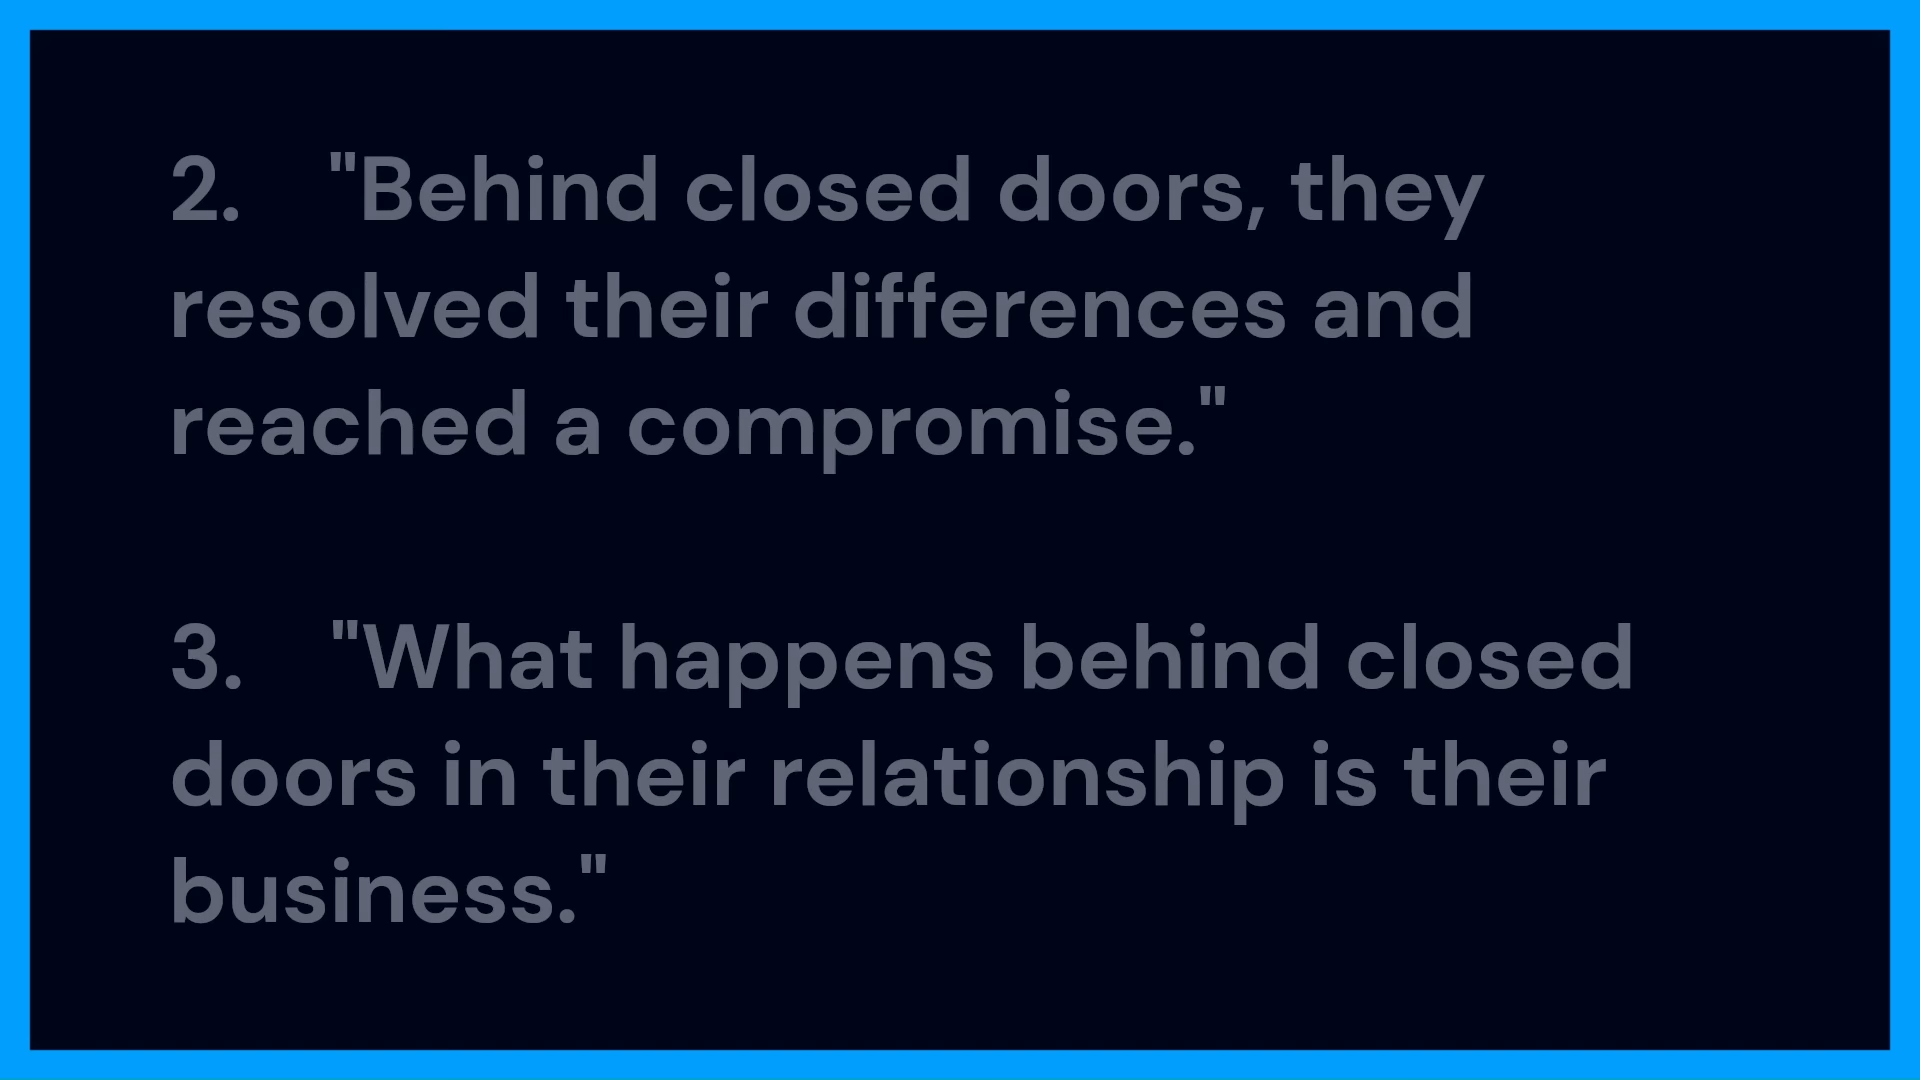 2. "Behind closed doors, they
resolved their differences and
reached a compromise."
3. "What happens behind closed
doors in their relationship is their
business."